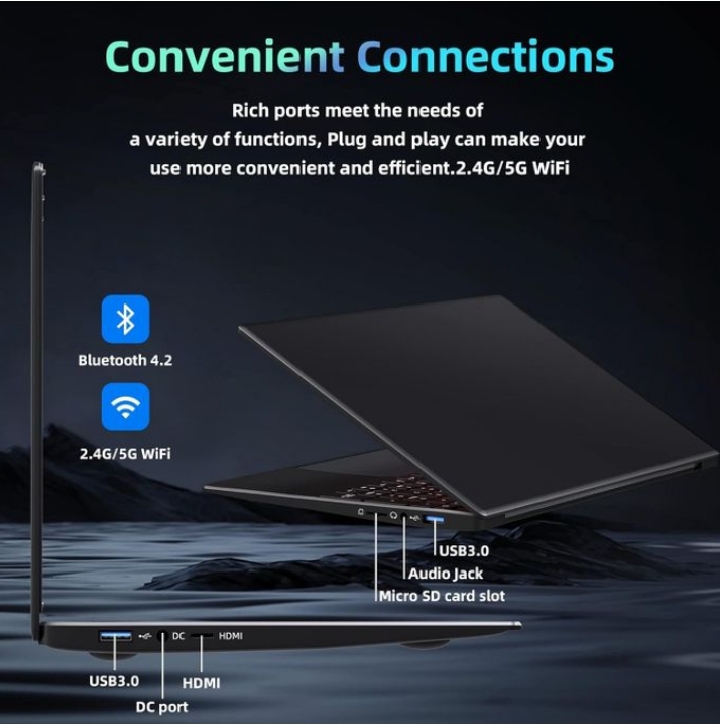 Convenient Connections
Rich ports meet the needs of
a variety of functions, Plug and play can make your
use more convenient and efficient.2.4G/5G WiFi
Bluetooth 4.2
2.4G/5G WiFi
USB3.0
Audio Jack
Micro SD card slot
DC HDMI
USB3.0
HDMI
DC port